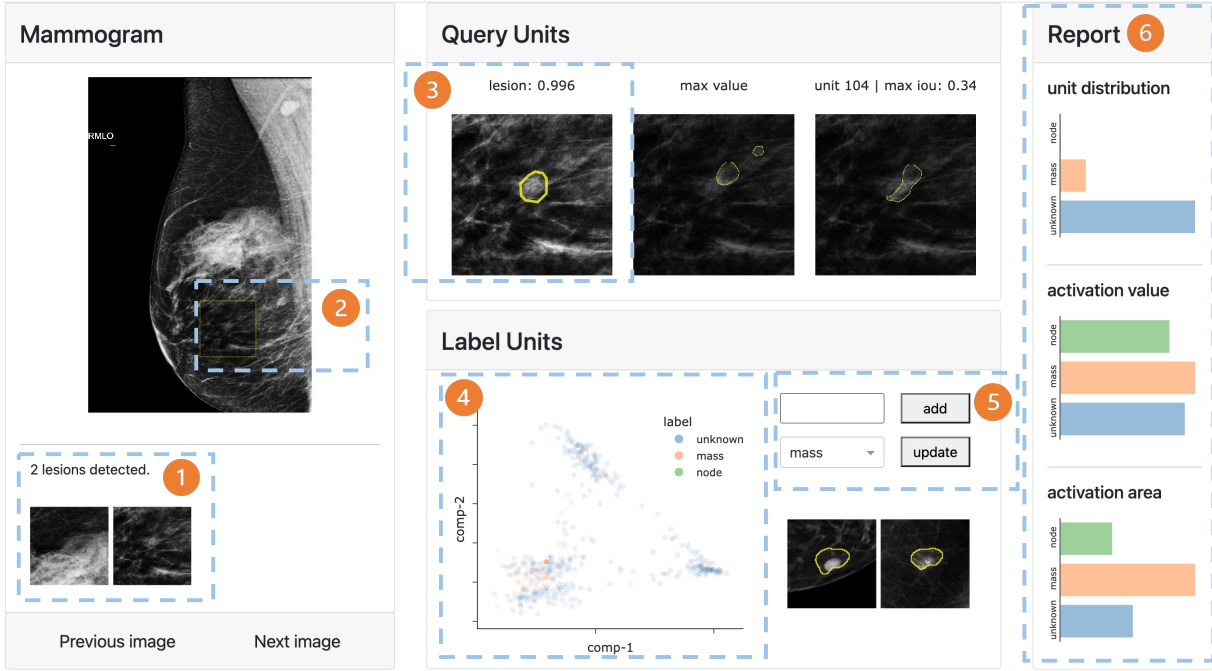 Mammogram
RMLO
2
2 lesions detected.
1
Previous image
Next image
Query Units
3
lesion: 0.996
max value
unit 104 | max iou: 0.34
Label Units
4
label
unknown
mass
node
comp-2
comp-1
5
add
mass
update
Report
6
unit distribution
node
mass
unknown
activation value
node
mass
unknown
activation area
node
mass
unknown